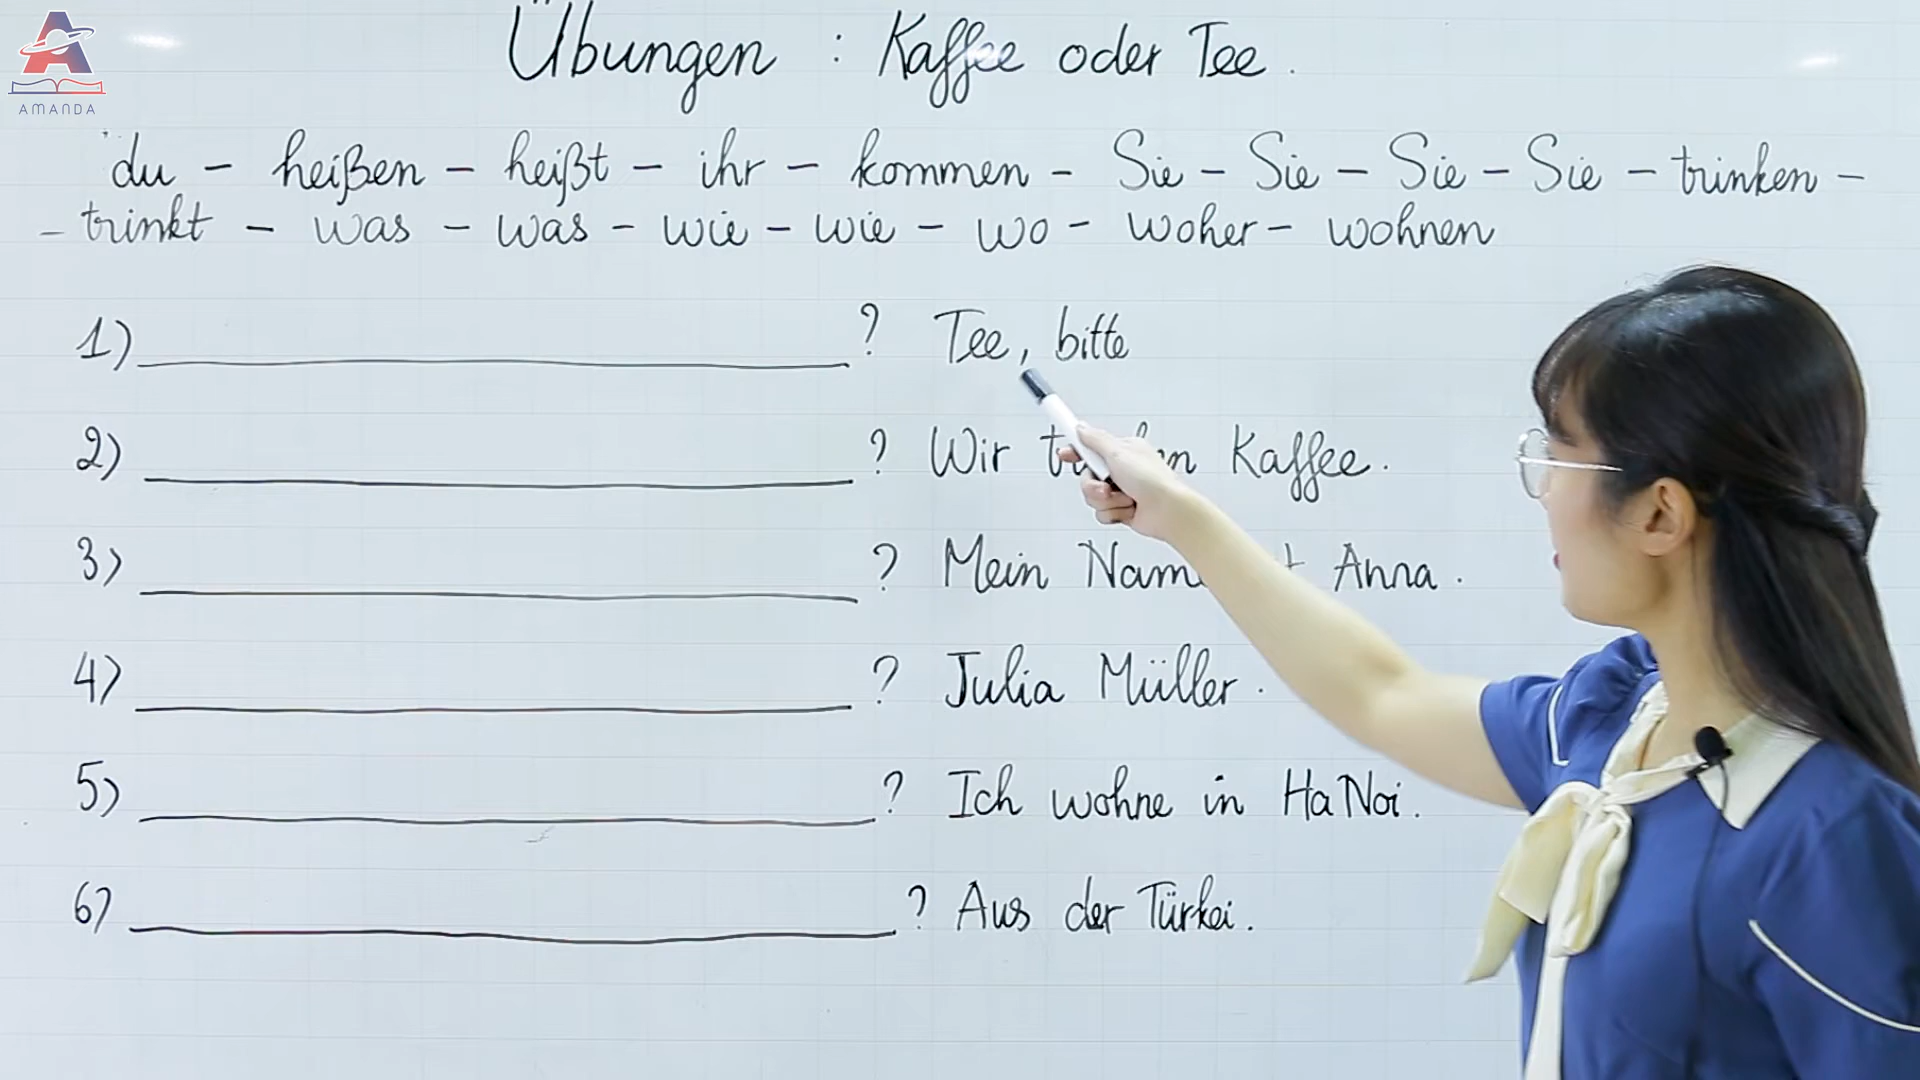 AMANDA
Übungen : Kaffee oder Tee.
du - heißen - heißt - ihr - kommen - Sie - Sie - Sie - Sie - trinken -
- trinkt - was - was - wie - wie - wo - woher - wohnen
1) ? Tee, bitte
2) ? Wir Kaffee.
3) ? Mein Anna.
4) ? Julia Müller.
5) ? Ich wohne in HaNoi.
6) ? Aus der Türkei.